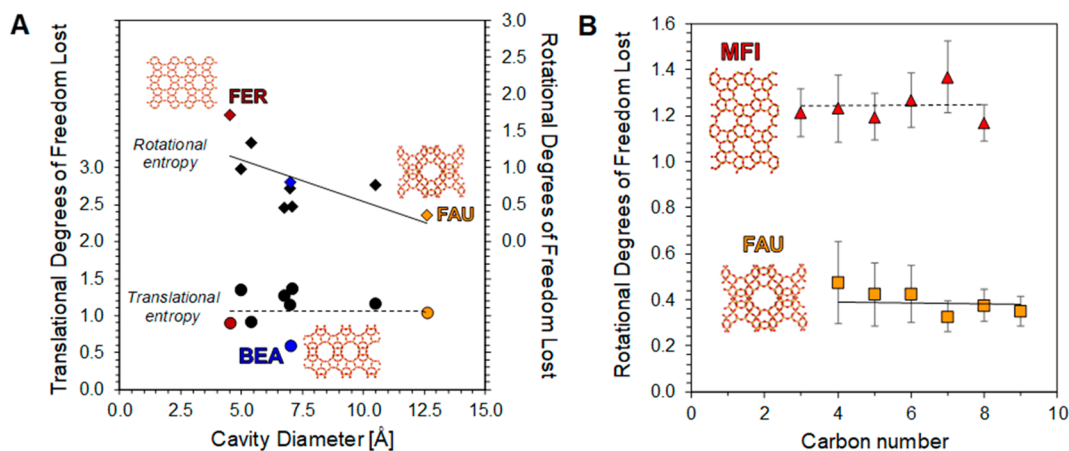 A
Translational Degrees of Freedom Lost
3.0
2.5
2.0
1.5
1.0
0.5
0.0
3.0
2.5
2.0
1.5
1.0
0.5
0.0
Rotational Degrees of Freedom Lost
FER
Rotational
entropy
FAU
Translational
entropy
BEA
0.0 2.5 5.0 7.5 10.0 12.5 15.0
Cavity Diameter [Å]
B
Rotational Degrees of Freedom Lost
1.6
1.4
1.2
1.0
0.8
0.6
0.4
0.2
0.0
MFI
FAU
0 2 4 6 8 10
Carbon number